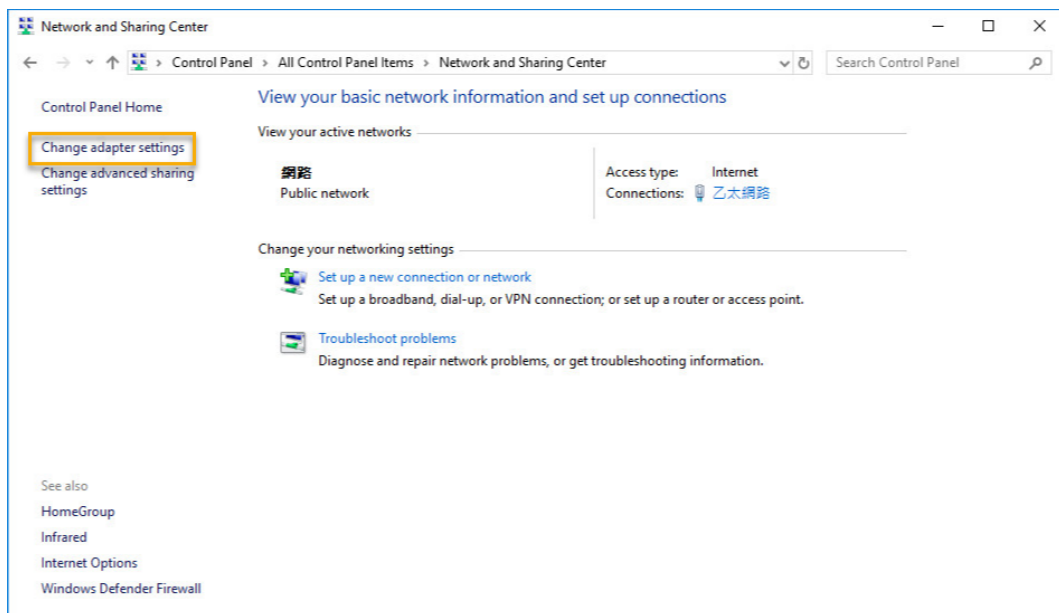 Network and Sharing Center
Control Panel > All Control Panel Items > Network and Sharing Center
Search Control Panel
Control Panel Home
Change adapter settings
Change advanced sharing
settings
View your basic network information and set up connections
View your active networks
網路
Public network
Access type: Internet
Connections: 乙太網路
Change your networking settings
Set up a new connection or network
Set up a broadband, dial-up, or VPN connection; or set up a router or access point.
Troubleshoot problems
Diagnose and repair network problems, or get troubleshooting information.
See also
HomeGroup
Infrared
Internet Options
Windows Defender Firewall